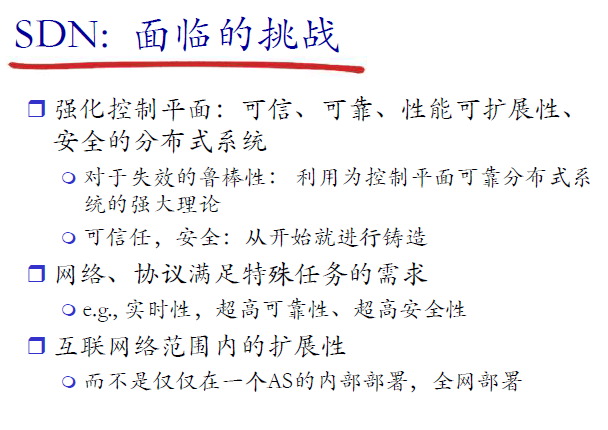 SDN: 面临的挑战
强化控制平面：可信、可靠、性能可扩展性、
安全的分布式系统
对于失效的鲁棒性： 利用为控制平面可靠分布式系
统的强大理论
可信任，安全：从开始就进行铸造
网络、协议满足特殊任务的需求
e.g., 实时性，超高可靠性、超高安全性
互联网络范围内的扩展性
而不是仅仅在一个AS的内部部署，全网部署